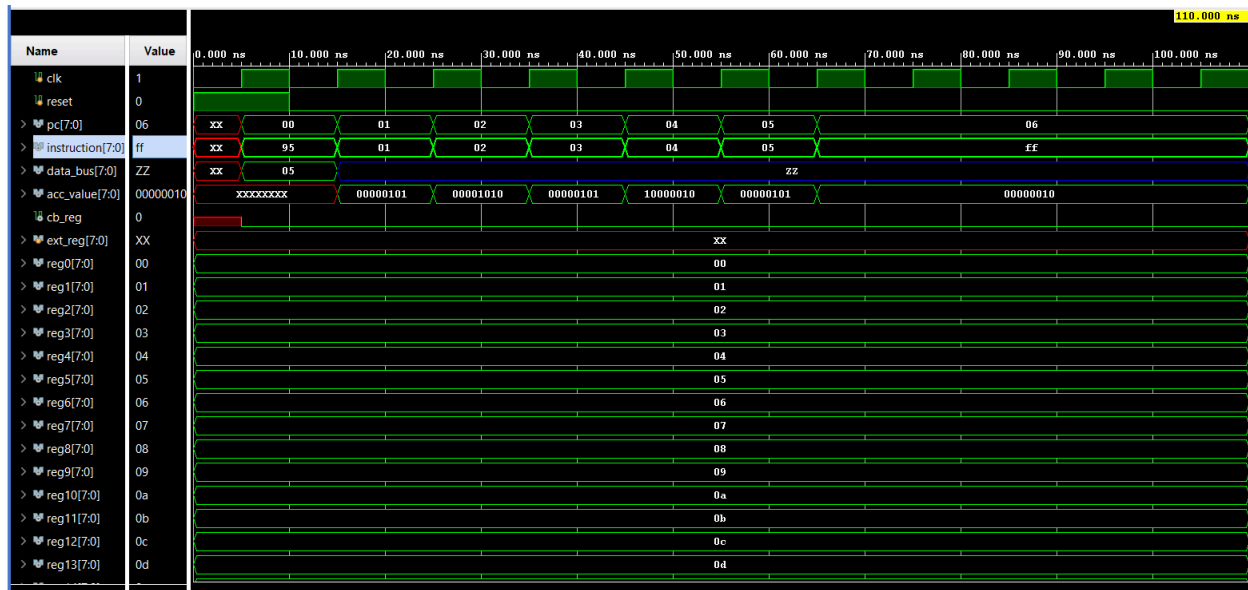 110.000 ns
Name Value 0.000 ns 10.000 ns 20.000 ns 30.000 ns 40.000 ns 50.000 ns 60.000 ns 70.000 ns 80.000 ns 90.000 ns 100.000 ns
clk 1
reset 0
pc[7:0] 06 XX 00 01 02 03 04 05 06
instruction[7:0] ff XX 95 01 02 03 04 05 ff
data_bus[7:0] ZZ XX 05 ZZ
acc_value[7:0] 00000010 XXXXXXXX 00000101 00001010 00000101 10000010 00000101 00000010
cb_reg 0
ext_reg[7:0] XX XX
reg0[7:0] 00 00
reg1[7:0] 01 01
reg2[7:0] 02 02
reg3[7:0] 03 03
reg4[7:0] 04 04
reg5[7:0] 05 05
reg6[7:0] 06 06
reg7[7:0] 07 07
reg8[7:0] 08 08
reg9[7:0] 09 09
reg10[7:0] 0a 0a
reg11[7:0] 0b 0b
reg12[7:0] 0c 0c
reg13[7:0] 0d 0d